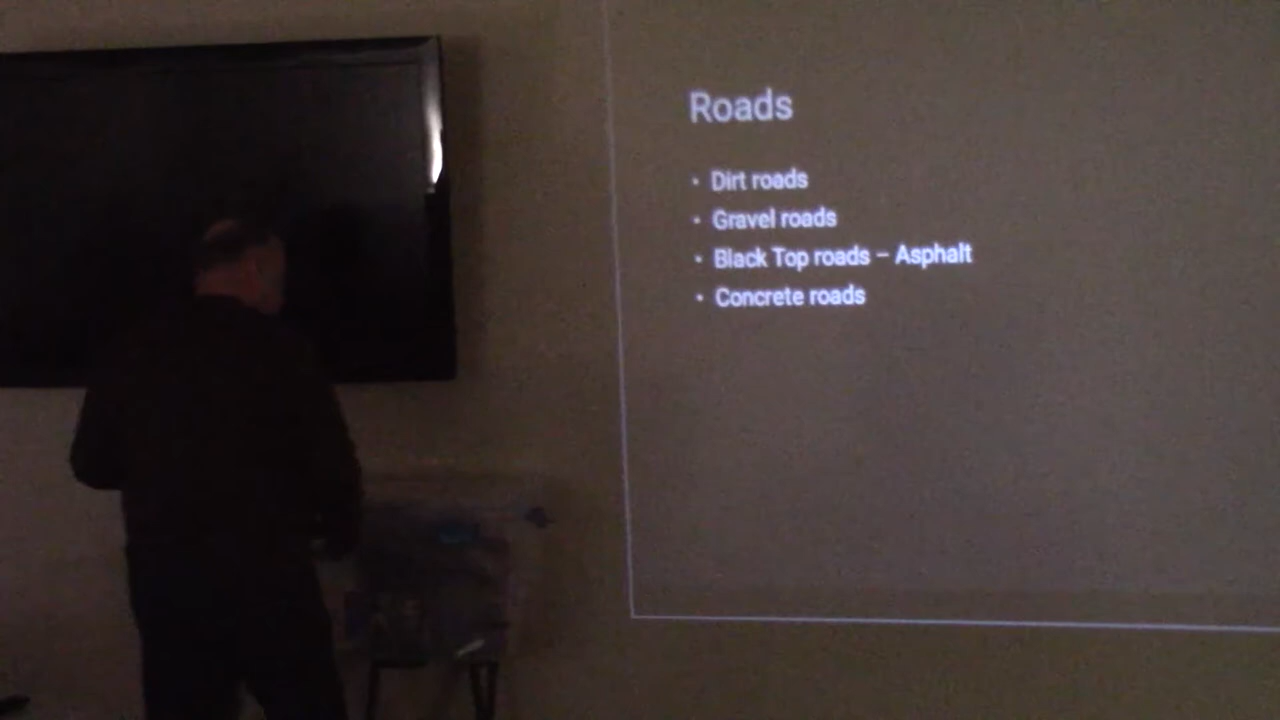 Roads
• Dirt roads
• Gravel roads
• Black Top roads – Asphalt
• Concrete roads